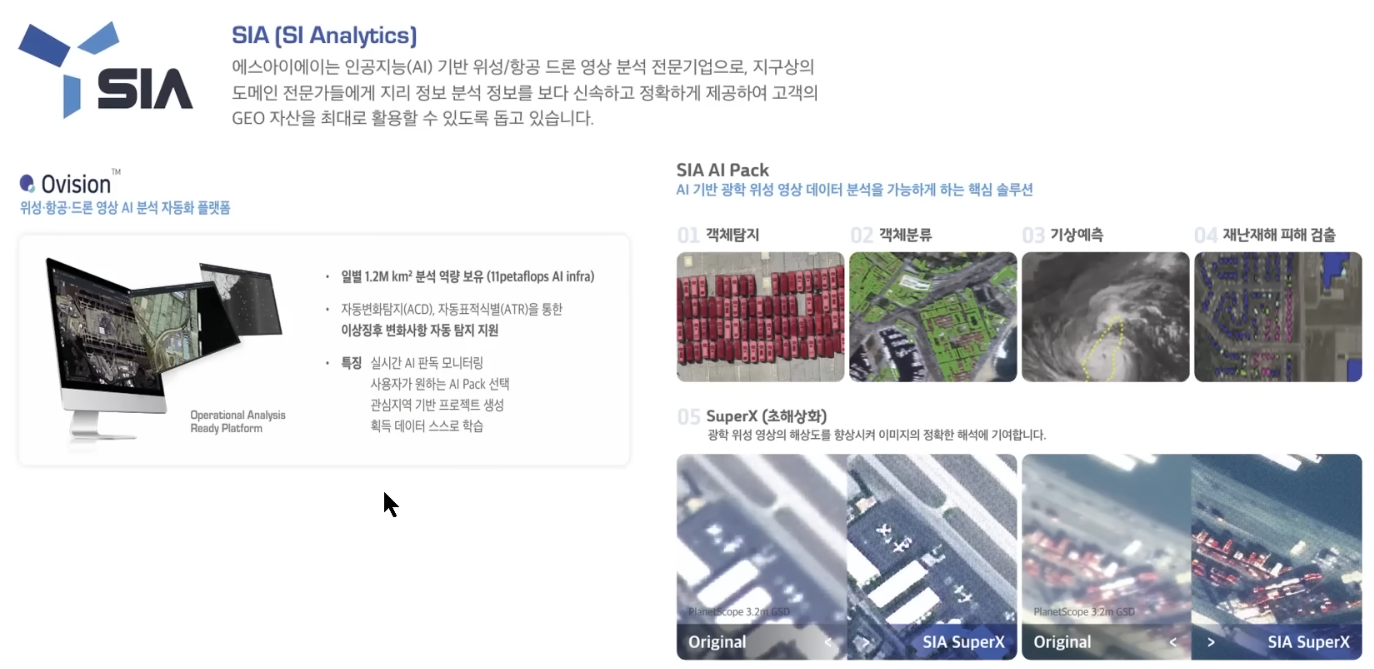 SIA
SIA (SI Analytics)
에스아이에이는 인공지능(AI) 기반 위성/항공 드론 영상 분석 전문기업으로, 지구상의
도메인 전문가들에게 지리 정보 분석 정보를 보다 신속하고 정확하게 제공하여 고객의
GEO 자산을 최대로 활용할 수 있도록 돕고 있습니다.
Ovision™
위성·항공·드론 영상 AI 분석 자동화 플랫폼
• 일별 1.2M km² 분석 역량 보유 (11petaflops AI infra)
• 자동변화탐지(ACD), 자동표적식별(ATR)을 통한
이상징후 변화사항 자동 탐지 지원
• 특징 실시간 AI 판독 모니터링
사용자가 원하는 AI Pack 선택
관심지역 기반 프로젝트 생성
획득 데이터 스스로 학습
Operational Analysis
Ready Platform
SIA AI Pack
AI 기반 광학 위성 영상 데이터 분석을 가능하게 하는 핵심 솔루션
01 객체탐지
02 객체분류
03 기상예측
04 재난재해 피해 검출
05 SuperX (초해상화)
광학 위성 영상의 해상도를 향상시켜 이미지의 정확한 해석에 기여합니다.
PlanetScope 3.2m GSD
Original < > SIA SuperX
PlanetScope 3.2m GSD
Original < > SIA SuperX